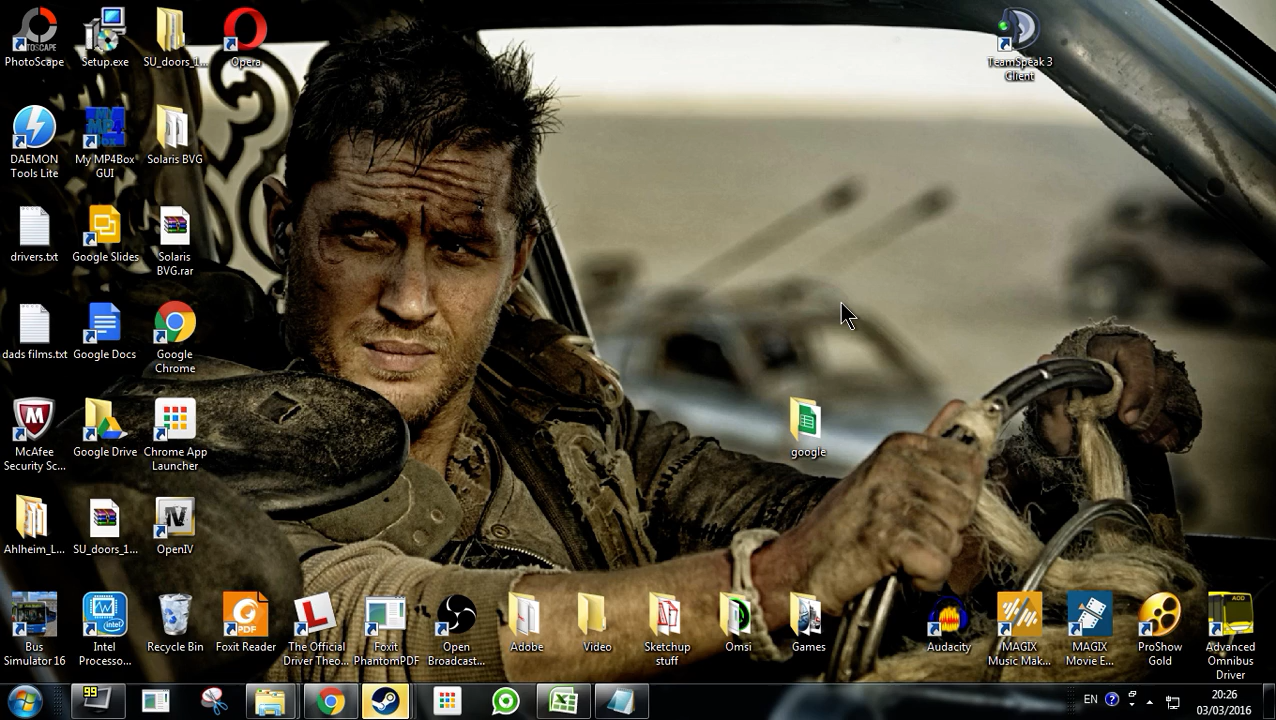 PhotoScape
Setup.exe
SU_doors_1...
Opera
TeamSpeak 3
Client
DAEMON
Tools Lite
My MP4Box
GUI
Solaris BVG
drivers.txt
Google Slides
Solaris
BVG.rar
dads films.txt
Google Docs
Google
Chrome
McAfee
Security Sc...
Google Drive
Chrome App
Launcher
google
Ahlheim_L...
SU_doors_1...
OpenIV
Bus
Simulator 16
Intel
Processo...
Recycle Bin
Foxit Reader
The Official
Driver Theo...
Foxit
PhantomPDF
Open
Broadcast...
Adobe
Video
Sketchup
stuff
Omsi
Games
Audacity
MAGIX
Music Mak...
MAGIX
Movie E...
ProShow
Gold
Advanced
Omnibus
Driver
99
EN
20:26
03/03/2016